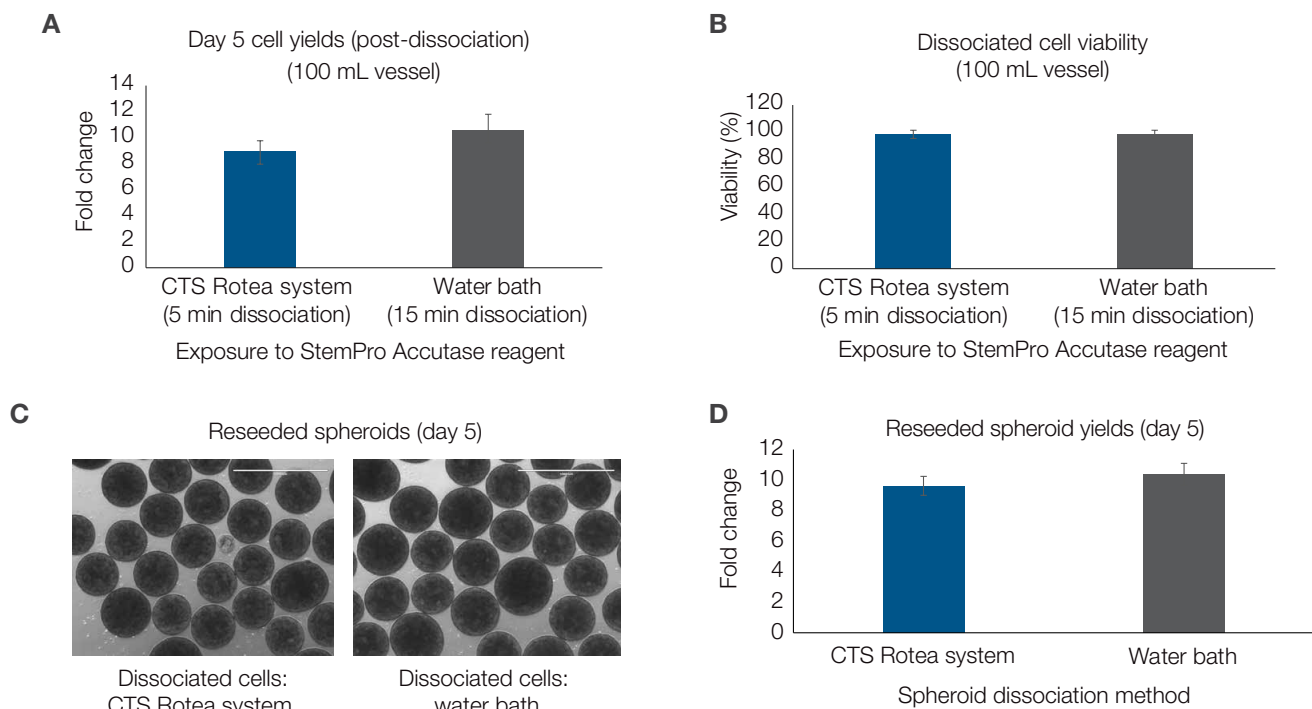 A
Day 5 cell yields (post-dissociation)
(100 mL vessel)
Fold change
14
12
10
8
6
4
2
0
CTS Rotea system
(5 min dissociation)
Water bath
(15 min dissociation)
Exposure to StemPro Accutase reagent
B
Dissociated cell viability
(100 mL vessel)
Viability (%)
120
100
80
60
40
20
0
CTS Rotea system
(5 min dissociation)
Water bath
(15 min dissociation)
Exposure to StemPro Accutase reagent
C
Reseeded spheroids (day 5)
Dissociated cells:
CTS Rotea system
Dissociated cells:
water bath
D
Reseeded spheroid yields (day 5)
Fold change
12
10
8
6
4
2
0
CTS Rotea system
Water bath
Spheroid dissociation method